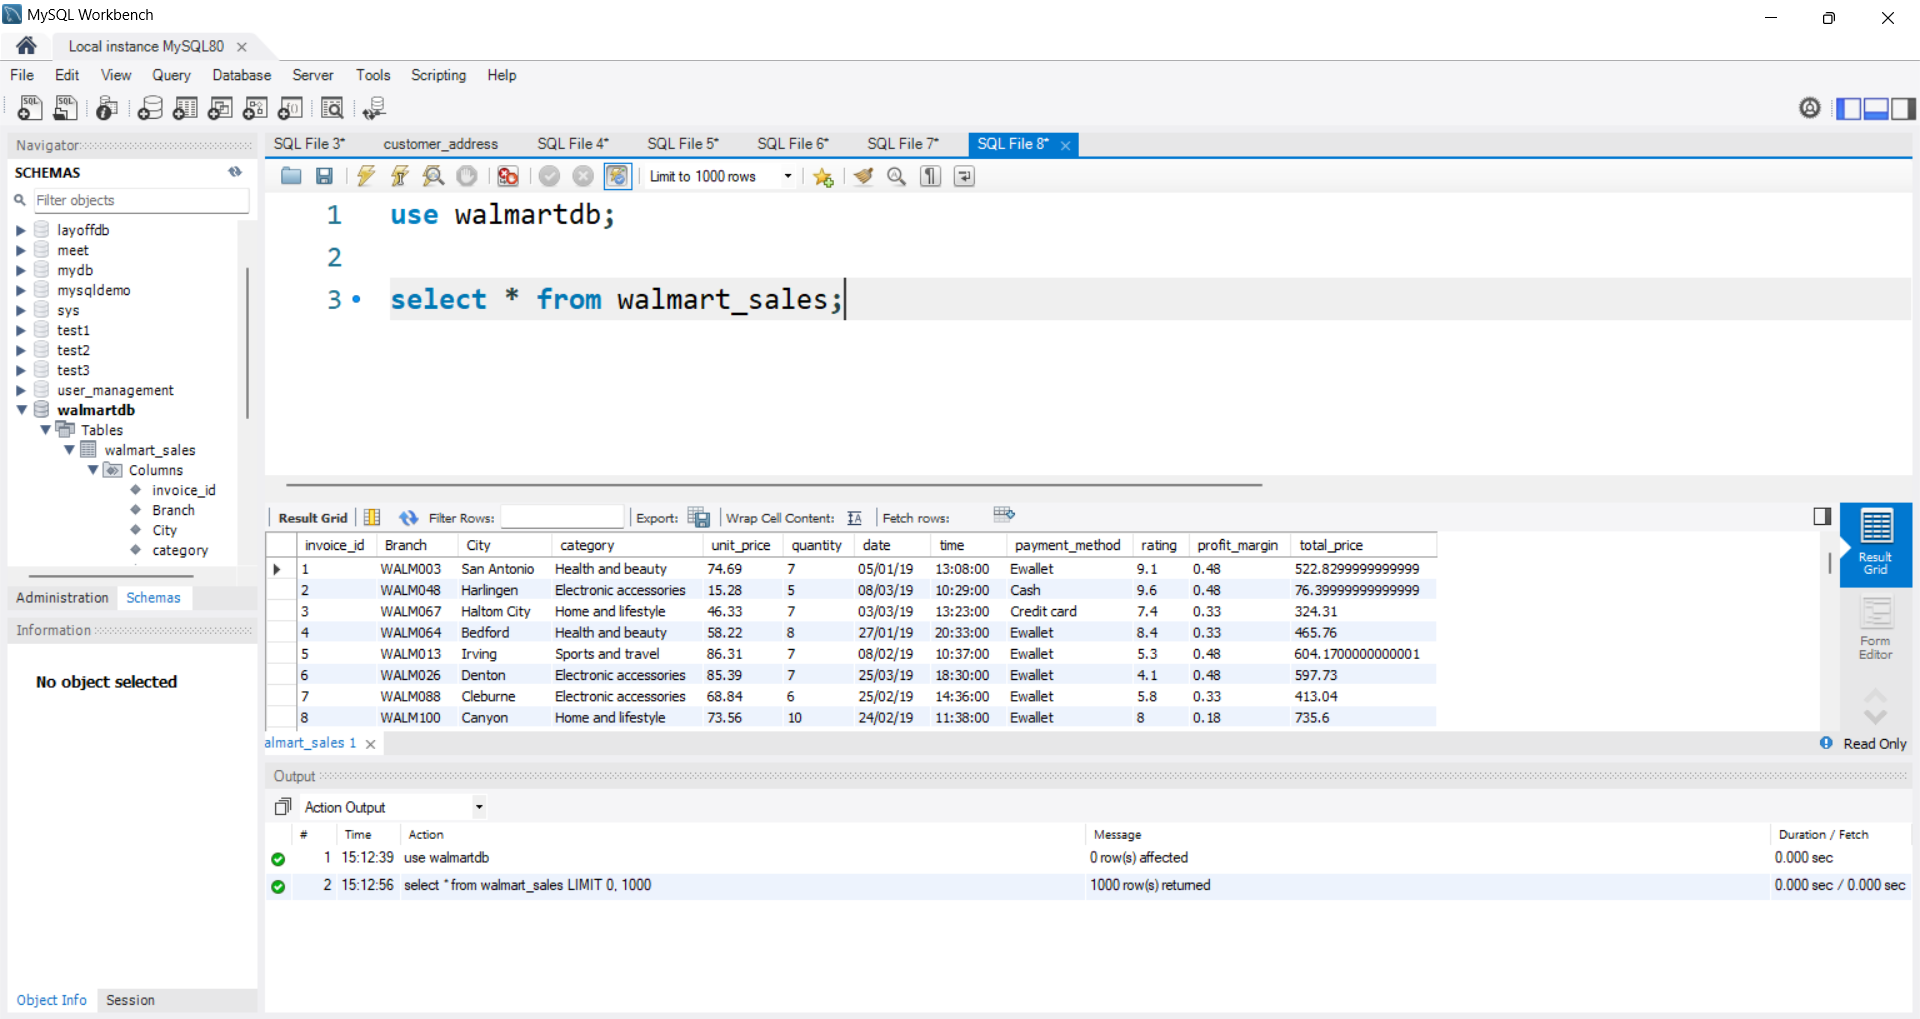 MySQL Workbench
Local instance MySQL80
File Edit View Query Database Server Tools Scripting Help
Navigator
SCHEMAS
Filter objects
layoffdb
meet
mydb
mysqldemo
sys
test1
test2
test3
user_management
walmartdb
Tables
walmart_sales
Columns
invoice_id
Branch
City
category
Administration Schemas
Information
No object selected
Object Info Session
SQL File 3* customer_address SQL File 4* SQL File 5* SQL File 6* SQL File 7* SQL File 8*
Limit to 1000 rows
1 use walmartdb;
2
3 select * from walmart_sales;
Result Grid Filter Rows: Export: Wrap Cell Content: Fetch rows:
invoice_id Branch City category unit_price quantity date time payment_method rating profit_margin total_price
1 WALM003 San Antonio Health and beauty 74.69 7 05/01/19 13:08:00 Ewallet 9.1 0.48 522.8299999999999
2 WALM048 Harlingen Electronic accessories 15.28 5 08/03/19 10:29:00 Cash 9.6 0.48 76.39999999999999
3 WALM067 Haltom City Home and lifestyle 46.33 7 03/03/19 13:23:00 Credit card 7.4 0.33 324.31
4 WALM064 Bedford Health and beauty 58.22 8 27/01/19 20:33:00 Ewallet 8.4 0.33 465.76
5 WALM013 Irving Sports and travel 86.31 7 08/02/19 10:37:00 Ewallet 5.3 0.48 604.1700000000001
6 WALM026 Denton Electronic accessories 85.39 7 25/03/19 18:30:00 Ewallet 4.1 0.48 597.73
7 WALM088 Cleburne Electronic accessories 68.84 6 25/02/19 14:36:00 Ewallet 5.8 0.33 413.04
8 WALM100 Canyon Home and lifestyle 73.56 10 24/02/19 11:38:00 Ewallet 8 0.18 735.6
Result
Grid
Form
Editor
almart_sales 1
Read Only
Output
Action Output
# Time Action Message Duration / Fetch
1 15:12:39 use walmartdb 0 row(s) affected 0.000 sec
2 15:12:56 select * from walmart_sales LIMIT 0, 1000 1000 row(s) returned 0.000 sec / 0.000 sec